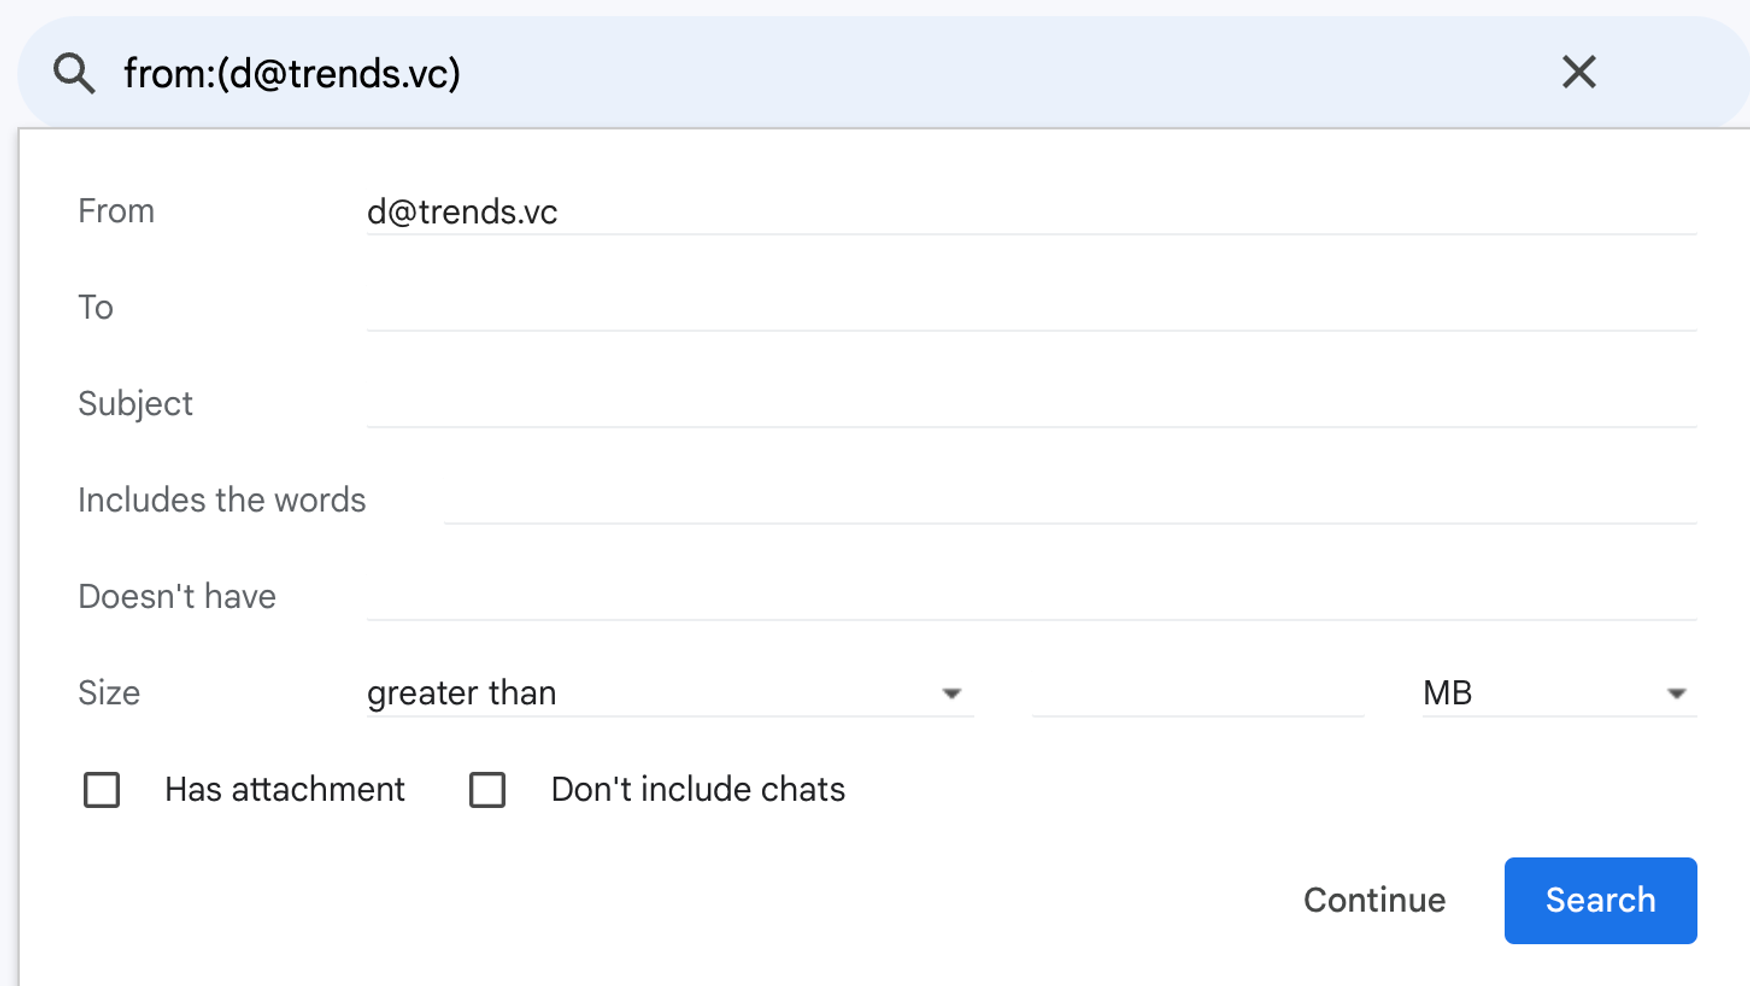 from:(d@trends.vc)
From d@trends.vc
To
Subject
Includes the words
Doesn't have
Size greater than MB
Has attachment Don't include chats
Continue Search